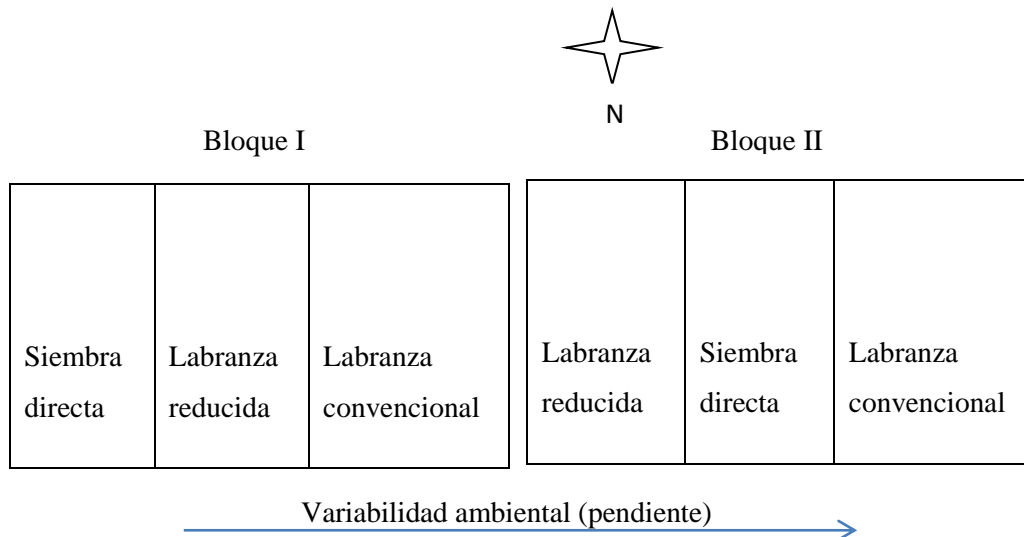 N
Bloque I
Bloque II
Siembra
directa
Labranza
reducida
Labranza
convencional
Labranza
reducida
Siembra
directa
Labranza
convencional
Variabilidad ambiental (pendiente)